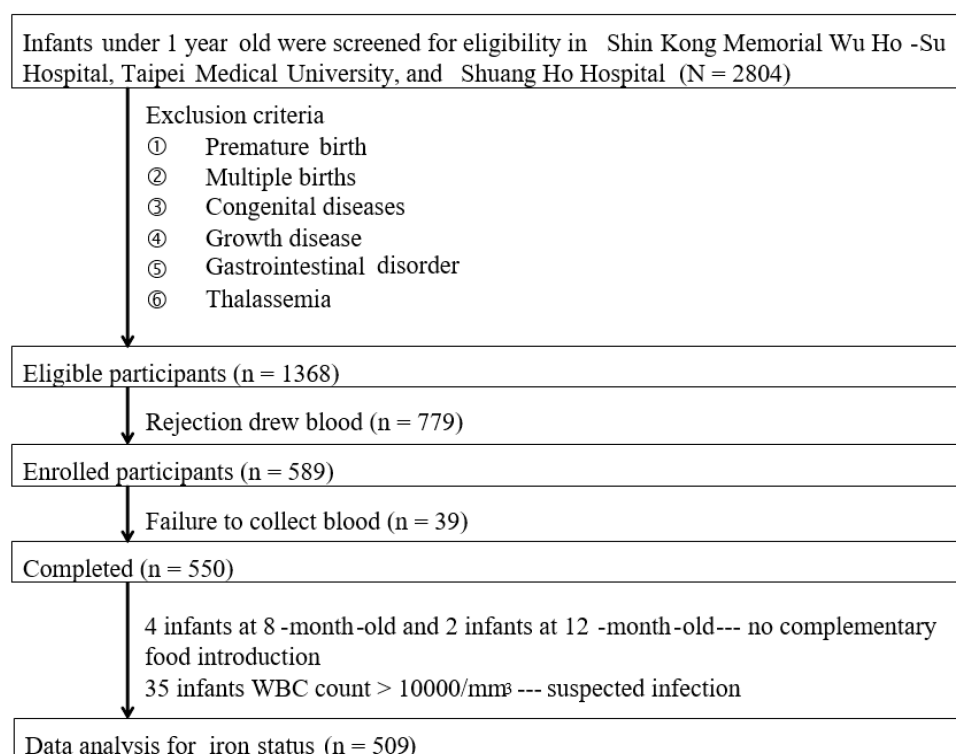 Infants under 1 year old were screened for eligibility in Shin Kong Memorial Wu Ho -Su
Hospital, Taipei Medical University, and Shuang Ho Hospital (N = 2804)
Exclusion criteria
① Premature birth
② Multiple births
③ Congenital diseases
④ Growth disease
⑤ Gastrointestinal disorder
⑥ Thalassemia
Eligible participants (n = 1368)
Rejection drew blood (n = 779)
Enrolled participants (n = 589)
Failure to collect blood (n = 39)
Completed (n = 550)
4 infants at 8 -month-old and 2 infants at 12 -month-old--- no complementary
food introduction
35 infants WBC count > 10000/mm³ --- suspected infection
Data analysis for iron status (n = 509)